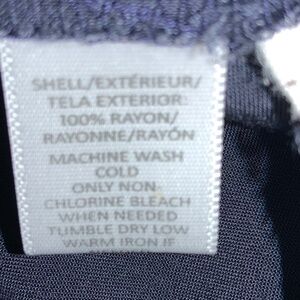 SHELL/EXTÉRIEUR/
TELA EXTERIOR:
100% RAYON/
RAYONNE/RAYÓN
MACHINE WASH
COLD
ONLY NON
CHLORINE BLEACH
WHEN NEEDED
TUMBLE DRY LOW
WARM IRON IF